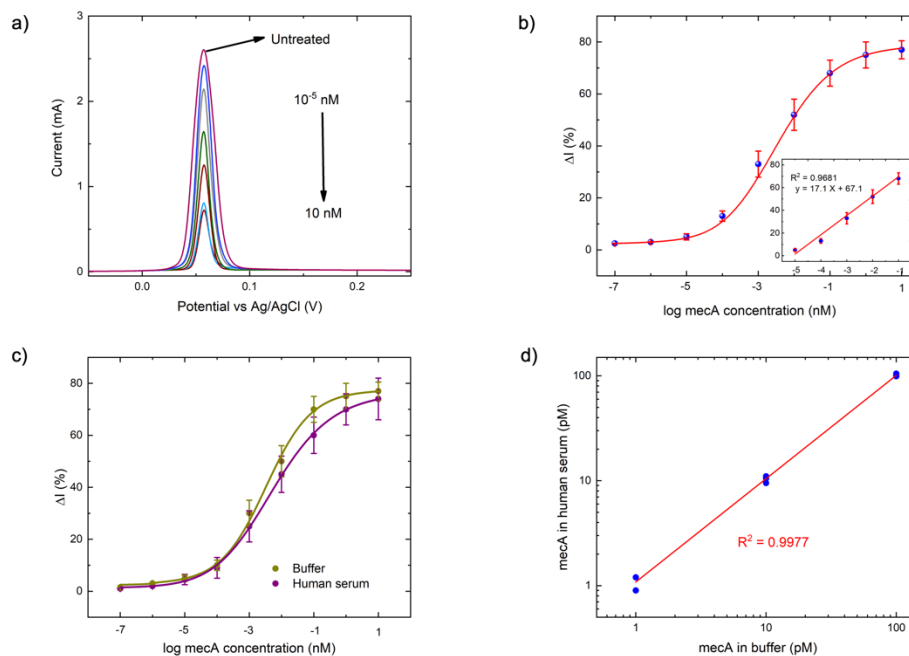 a)
Untreated
10-5 nM
10 nM
Current (mA)
3
2
1
0
0.0
0.1
0.2
Potential vs Ag/AgCl (V)
b)
ΔI (%)
80
60
40
20
0
-7
-5
-3
-1
1
log mecA concentration (nM)
R2 = 0.9681
y = 17.1 X + 67.1
80
60
40
20
0
-5
-4
-3
-2
-1
c)
ΔI (%)
80
60
40
20
0
-7
-5
-3
-1
1
log mecA concentration (nM)
Buffer
Human serum
d)
mecA in human serum (pM)
100
10
1
1
10
100
mecA in buffer (pM)
R2 = 0.9977